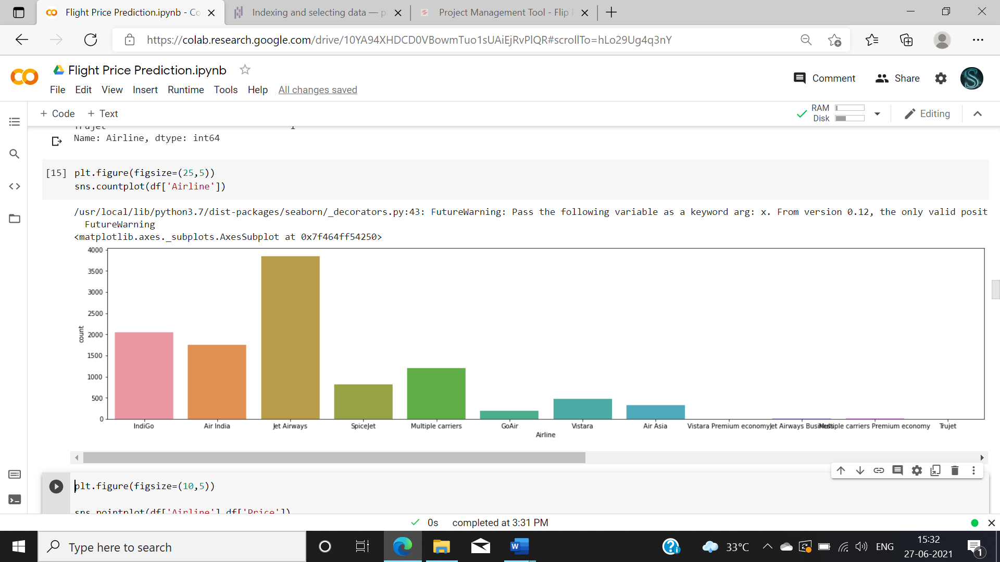 Flight Price Prediction.ipynb - Co
Indexing and selecting data — p
Project Management Tool - Flip
https://colab.research.google.com/drive/10YA94XHDCD0VBowmTuo1sUAiEjRvPlQR#scrollTo=hLo29Ug4q3nY
Flight Price Prediction.ipynb
Comment
Share
File Edit View Insert Runtime Tools Help All changes saved
+ Code + Text
RAM
Disk
Editing
Trujet 1
Name: Airline, dtype: int64
[15] plt.figure(figsize=(25,5))
sns.countplot(df['Airline'])
/usr/local/lib/python3.7/dist-packages/seaborn/_decorators.py:43: FutureWarning: Pass the following variable as a keyword arg: x. From version 0.12, the only valid posit
FutureWarning
<matplotlib.axes._subplots.AxesSubplot at 0x7f464ff54250>
4000
3500
3000
2500
2000
1500
1000
500
0
count
IndiGo Air India Jet Airways SpiceJet Multiple carriers GoAir Vistara Air Asia Vistara Premium economy Jet Airways Business Multiple carriers Premium economy Trujet
Airline
plt.figure(figsize=(10,5))
sns.pointplot(df['Airline'],df['Price'])
0s completed at 3:31 PM
Type here to search
33°C
ENG
15:32
27-06-2021
1